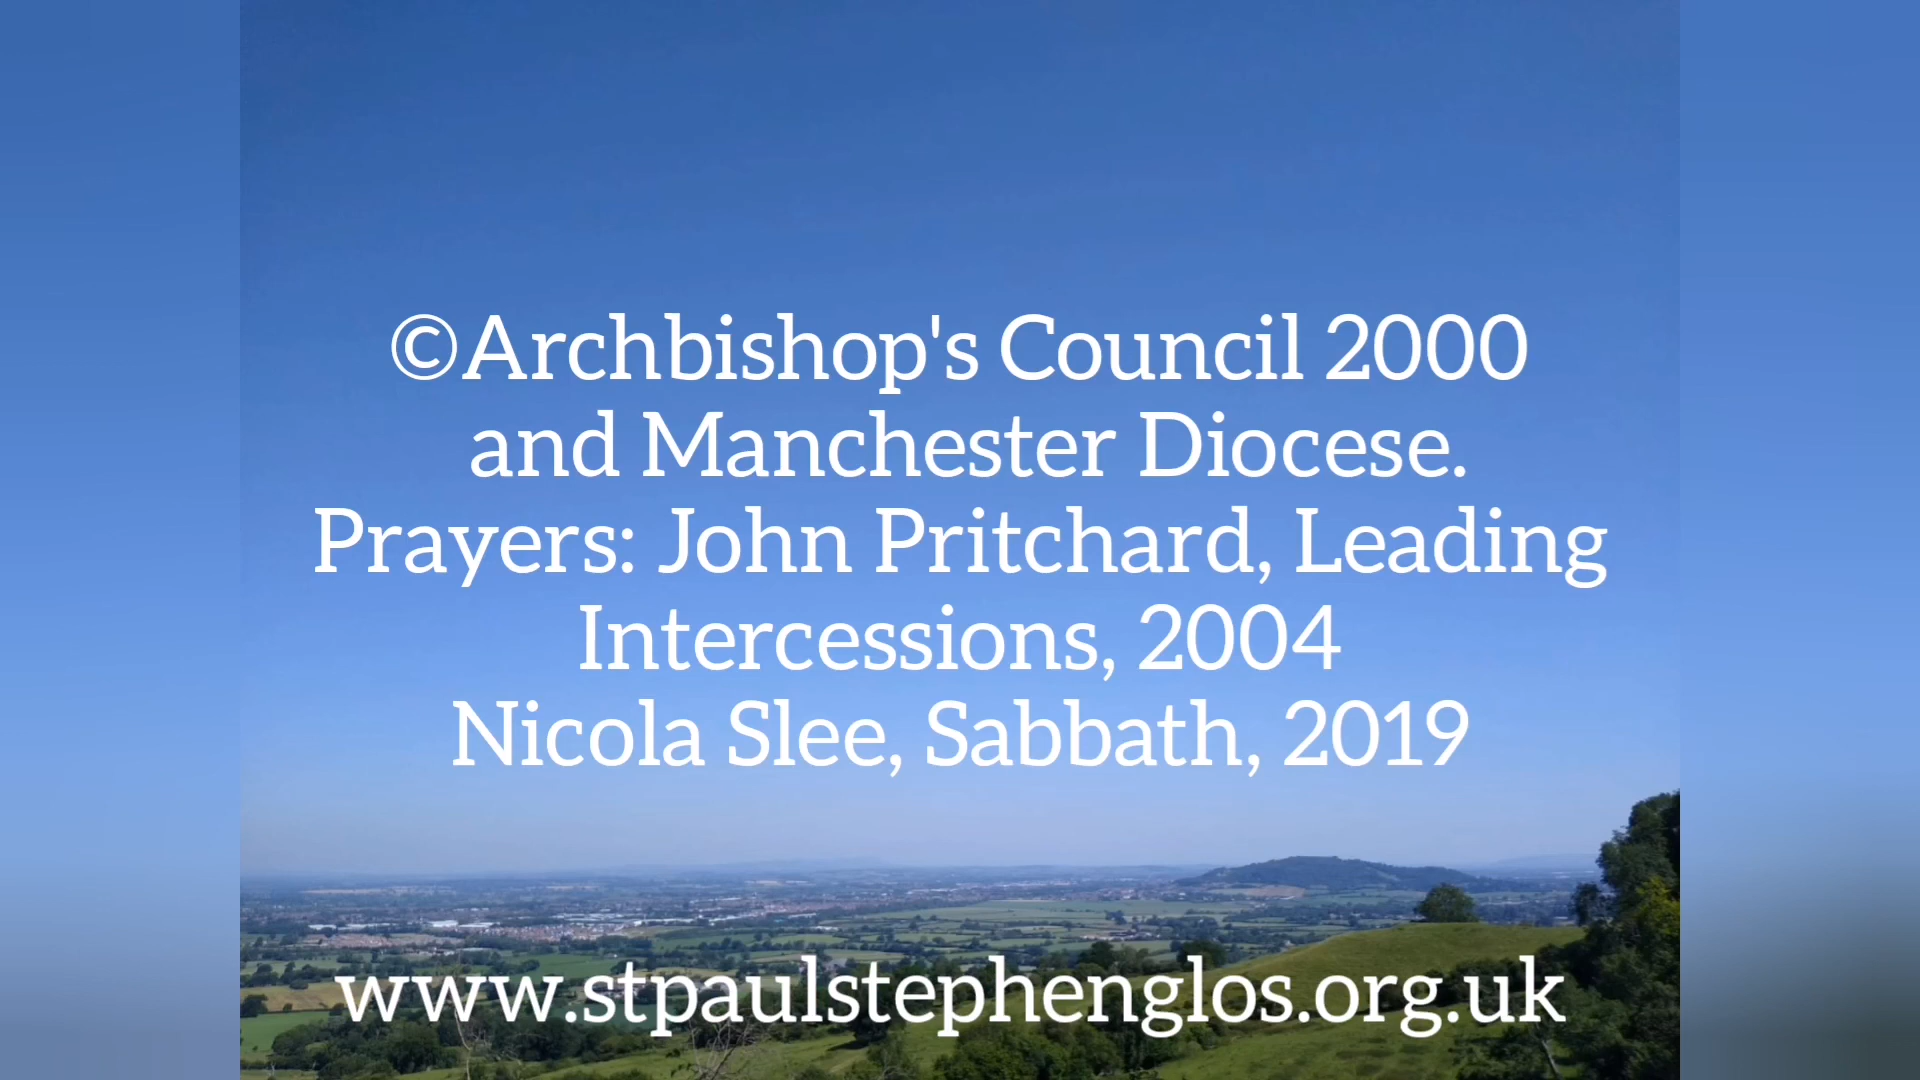 ©Archbishop's Council 2000
and Manchester Diocese.
Prayers: John Pritchard, Leading
Intercessions, 2004
Nicola Slee, Sabbath, 2019
www.stpaulstephenglos.org.uk